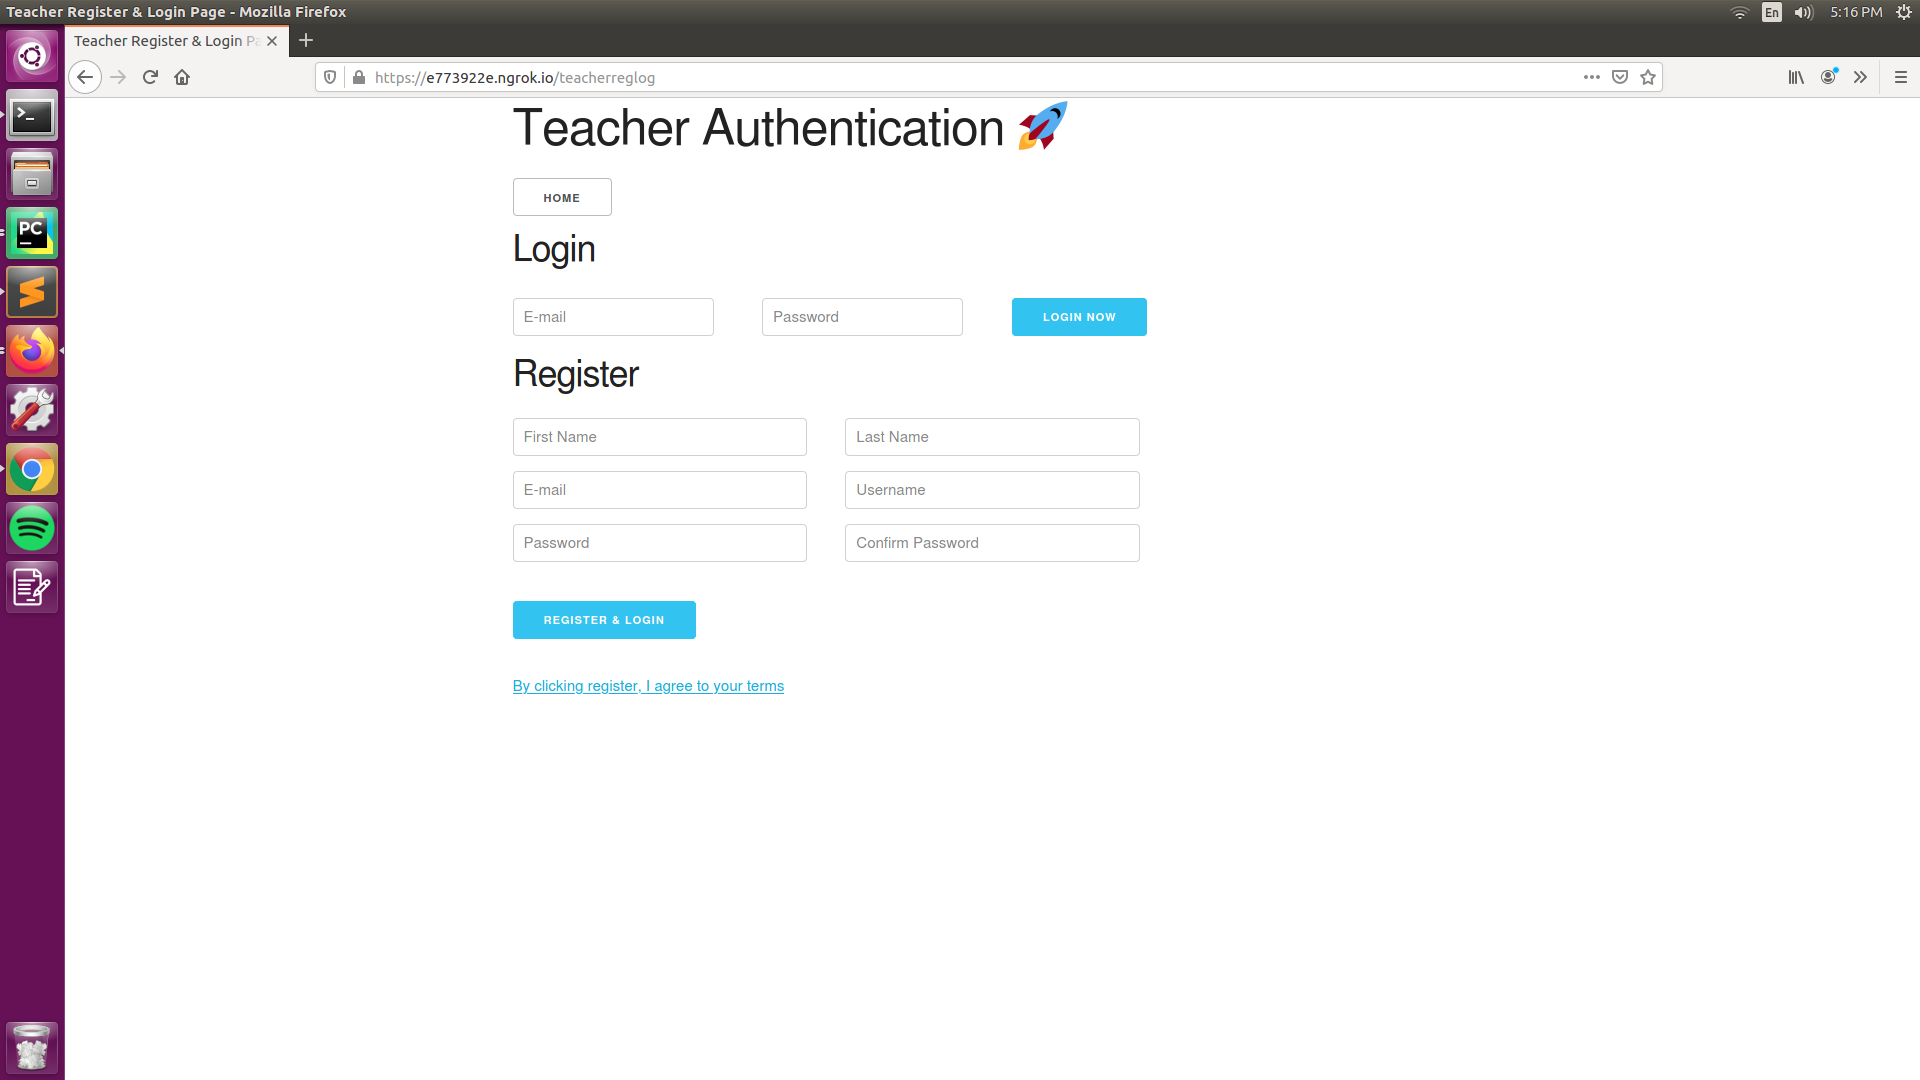 Teacher Register & Login Page - Mozilla Firefox
En
5:16 PM
Teacher Register & Login Pa
https://e773922e.ngrok.io/teacherreglog
Teacher Authentication 🚀
HOME
Login
E-mail
Password
LOGIN NOW
Register
First Name
Last Name
E-mail
Username
Password
Confirm Password
REGISTER & LOGIN
By clicking register, I agree to your terms
PC